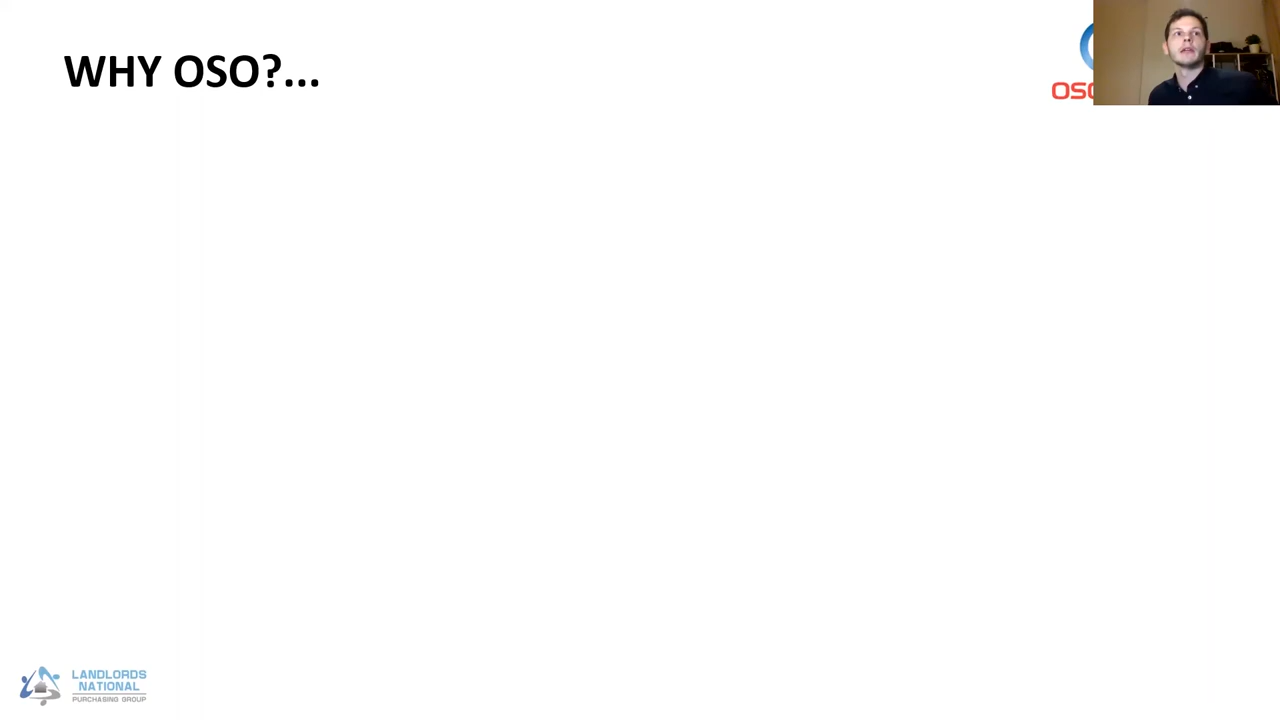 WHY OSO?...
LANDLORDS
NATIONAL
PURCHASING GROUP